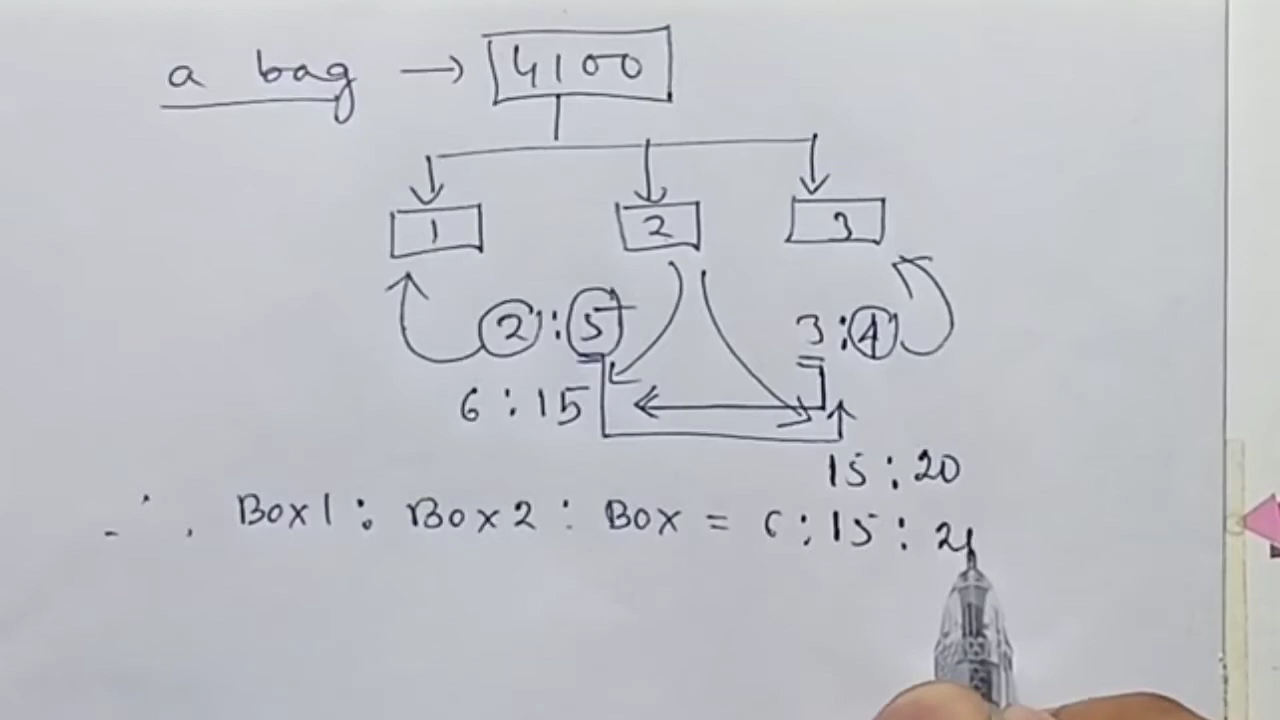 a bag → 4100
1 2 3
2 : 5 3 : 4
6 : 15
15 : 20
∴ Box1 : Box2 : Box = 6 : 15 : 2